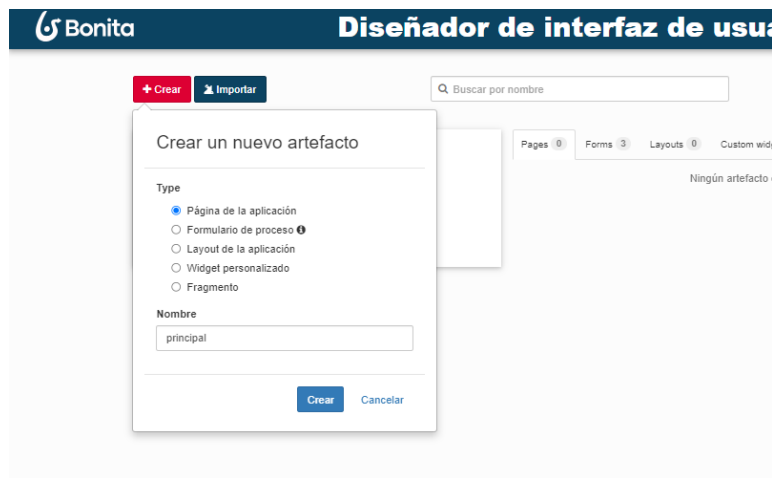 Bonita
Diseñador de interfaz de usua
Crear
Importar
Buscar por nombre
Crear un nuevo artefacto
Type
Página de la aplicación
Formulario de proceso
Layout de la aplicación
Widget personalizado
Fragmento
Nombre
principal
Crear Cancelar
Pages 0 Forms 3 Layouts 0 Custom widg
Ningún artefacto